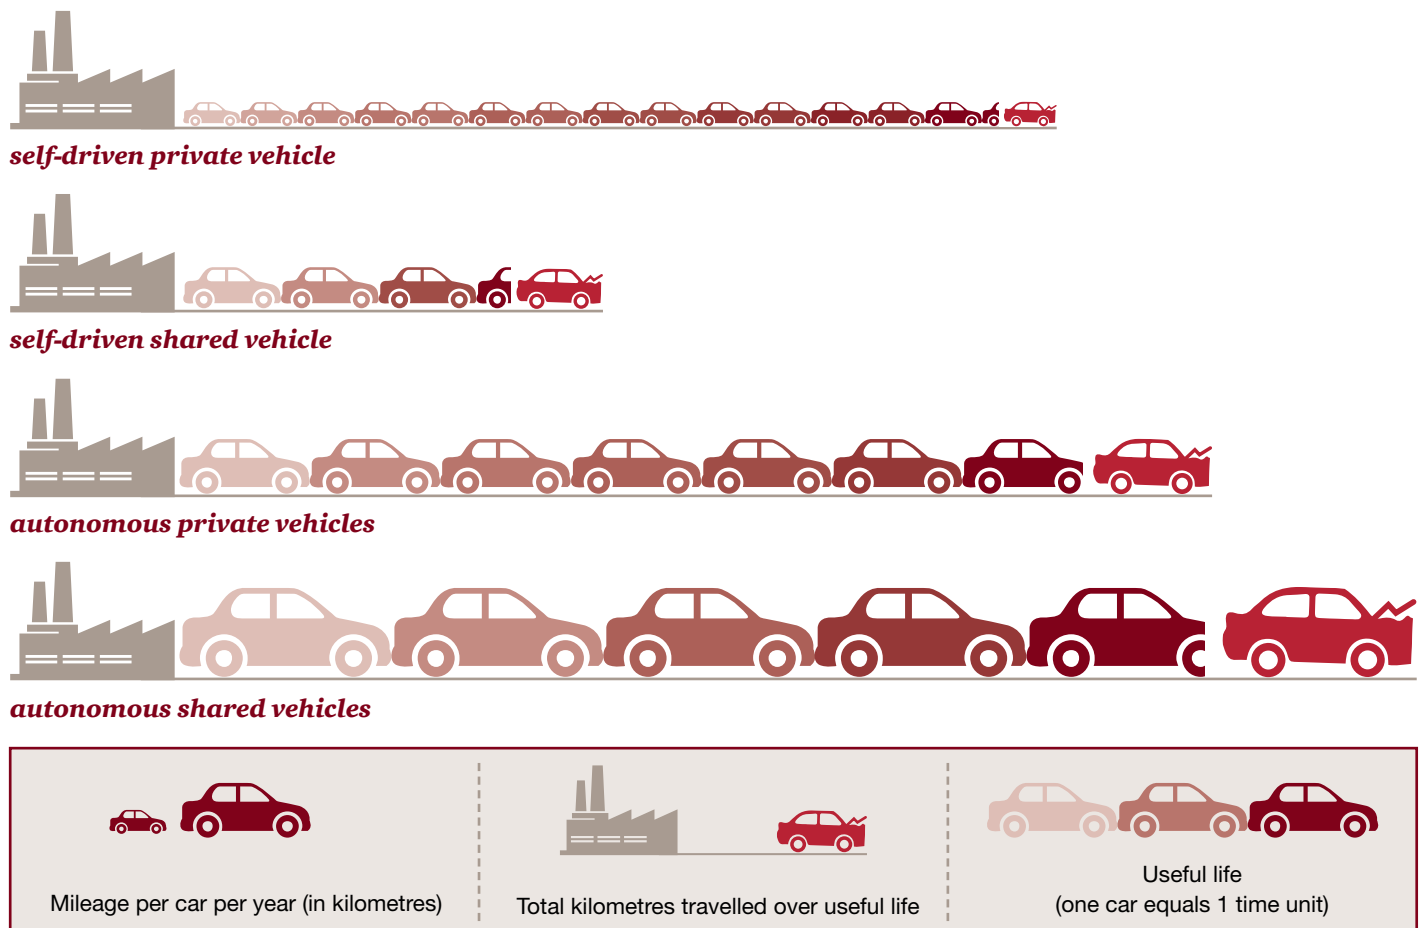 self-driven private vehicle
self-driven shared vehicle
autonomous private vehicles
autonomous shared vehicles
Mileage per car per year (in kilometres)
Total kilometres travelled over useful life
Useful life
(one car equals 1 time unit)